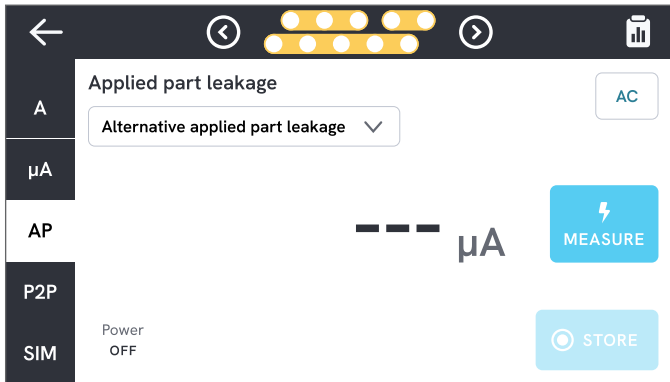 Applied part leakage
AC
A
Alternative applied part leakage
µA
AP
--- µA
MEASURE
P2P
Power
OFF
STORE
SIM